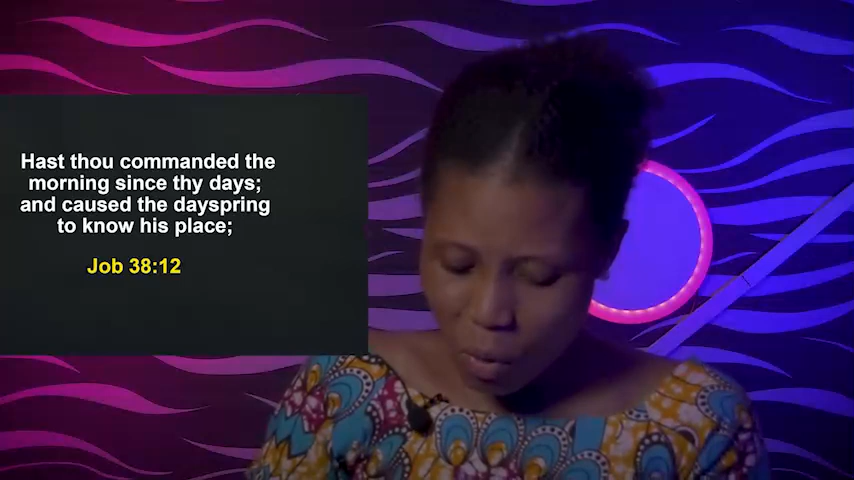 Hast thou commanded the
morning since thy days;
and caused the dayspring
to know his place;
Job 38:12